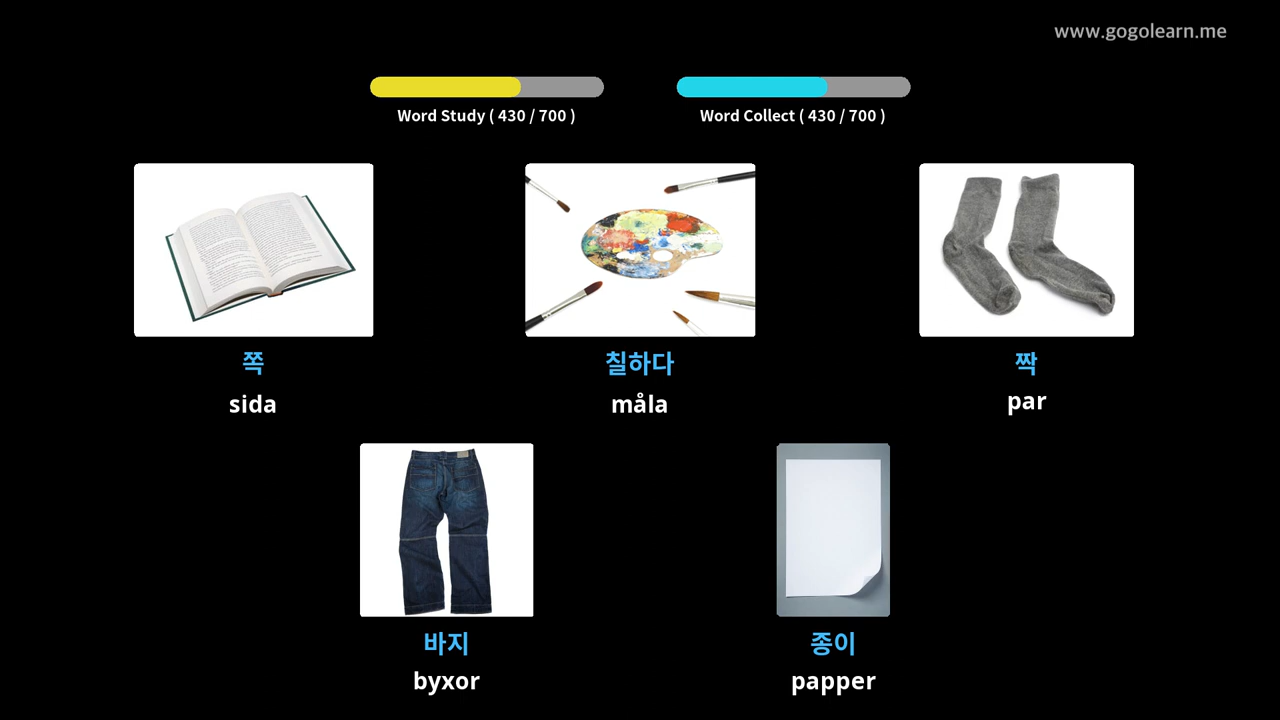 www.gogolearn.me
Word Study ( 430 / 700 )
Word Collect ( 430 / 700 )
쪽
sida
칠하다
måla
짝
par
바지
byxor
종이
papper